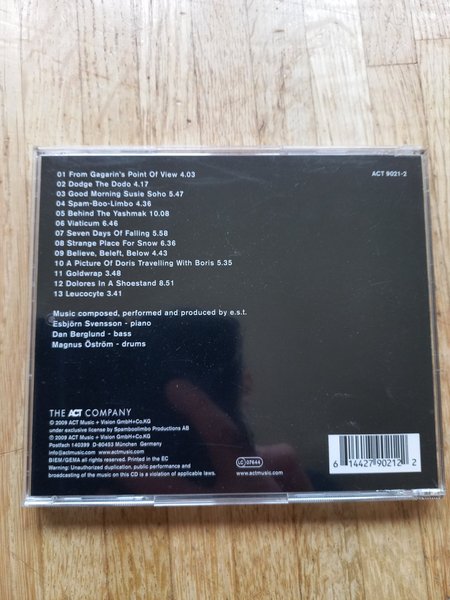 ACT 9021-2
01 From Gagarin's Point Of View 4.03
02 Dodge The Dodo 4.17
03 Good Morning Susie Soho 5.47
04 Spam-Boo-Limbo 4.36
05 Behind The Yashmak 10.08
06 Viaticum 6.46
07 Seven Days Of Falling 5.58
08 Strange Place For Snow 6.36
09 Believe, Beleft, Below 4.43
10 A Picture Of Doris Travelling With Boris 5.35
11 Goldwrap 3.48
12 Dolores In A Shoestand 8.51
13 Leucocyte 3.41
Music composed, performed and produced by e.s.t.
Esbjörn Svensson - piano
Dan Berglund - bass
Magnus Öström - drums
THE ACT COMPANY
℗ 2009 ACT Music + Vision GmbH+Co.KG
under exclusive license by Spamboolimbo Productions AB
© 2009 ACT Music + Vision GmbH+Co.KG
Postfach 140399 D-80453 München Germany
info@actmusic.com www.actmusic.com
BIEM/GEMA all rights reserved. Printed in the EC
Warning: Unauthorized duplication, public performance and
broadcasting of the music on this CD is a violation of applicable laws.
LC 07644
www.actmusic.com
6 14427 90212 2